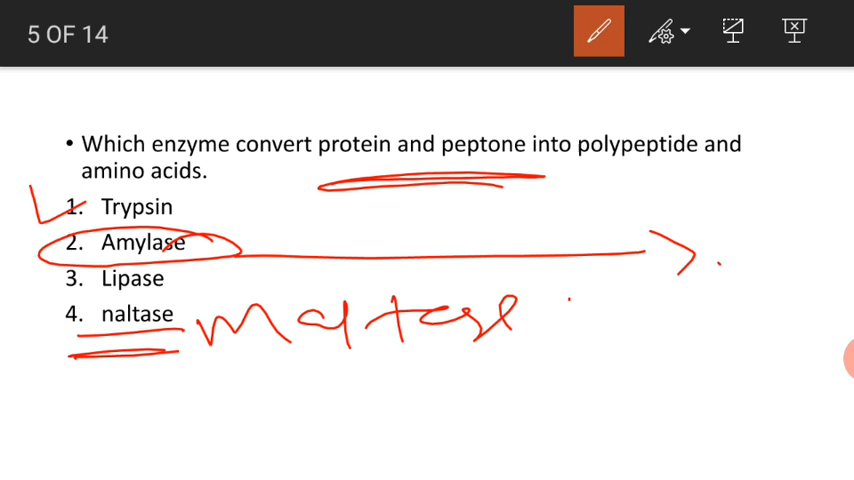 5 OF 14
• Which enzyme convert protein and peptone into polypeptide and
amino acids.
1. Trypsin
2. Amylase
3. Lipase
4. naltase maltese